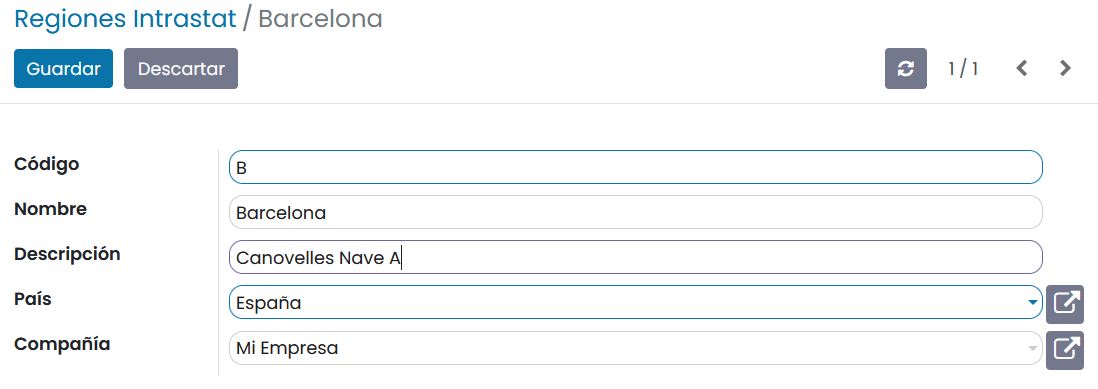 Regiones Intrastat / Barcelona
Guardar Descartar 1 / 1
Código B
Nombre Barcelona
Descripción Canovelles Nave A
País España
Compañía Mi Empresa